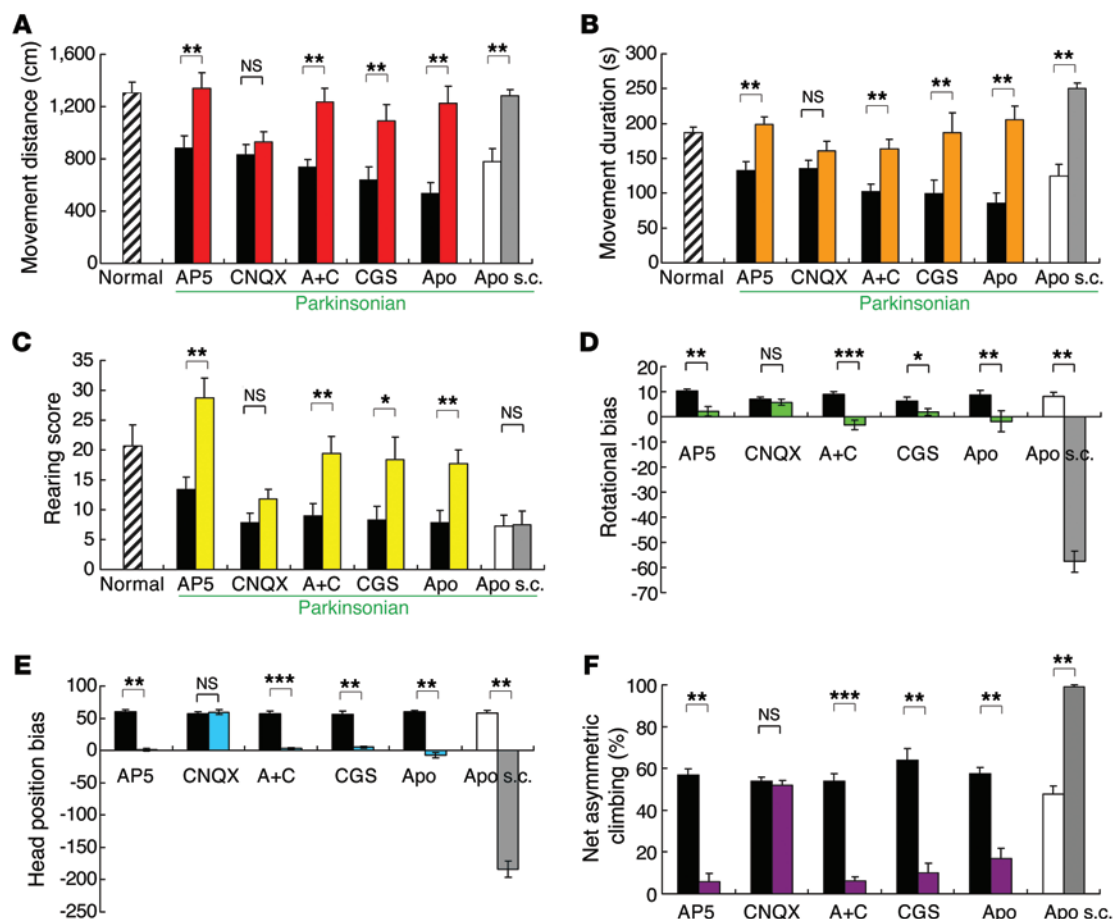 A
Movement distance (cm)
1,600
1,200
800
400
0
** NS ** ** ** **
Normal AP5 CNQX A+C CGS Apo Apo s.c.
Parkinsonian
B
Movement duration (s)
300
250
200
150
100
50
0
** NS ** ** ** **
Normal AP5 CNQX A+C CGS Apo Apo s.c.
Parkinsonian
C
Rearing score
35
30
25
20
15
10
5
0
** NS ** * ** NS
Normal AP5 CNQX A+C CGS Apo Apo s.c.
Parkinsonian
D
Rotational bias
20
10
0
-10
-20
-30
-40
-50
-60
-70
** NS *** * ** **
AP5 CNQX A+C CGS Apo Apo s.c.
E
Head position bias
100
50
0
-50
-100
-150
-200
-250
** NS *** ** ** **
AP5 CNQX A+C CGS Apo Apo s.c.
F
Net asymmetric
climbing (%)
100
80
60
40
20
0
** NS *** ** ** **
AP5 CNQX A+C CGS Apo Apo s.c.